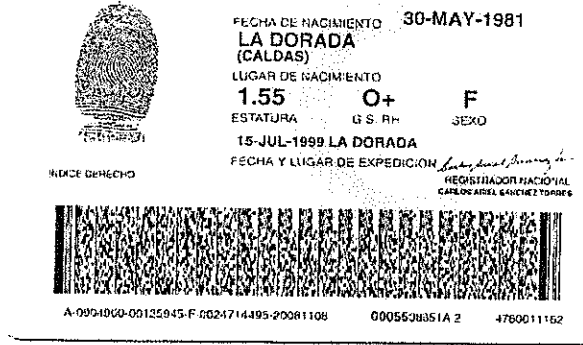 FECHA DE NACIMIENTO 30-MAY-1981
LA DORADA
(CALDAS)
LUGAR DE NACIMIENTO
1.55 O+ F
ESTATURA G.S. RH SEXO
15-JUL-1999 LA DORADA
FECHA Y LUGAR DE EXPEDICION
INDICE DERECHO
REGISTRADOR NACIONAL
CARLOS ARIEL SANCHEZ TORRES
4760011162